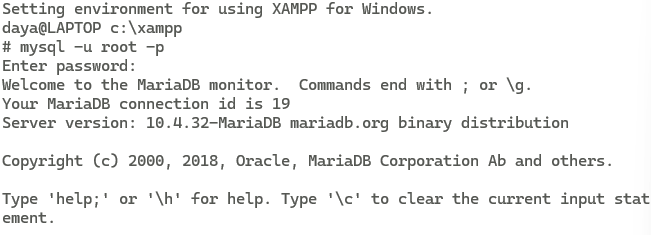 Setting environment for using XAMPP for Windows.
daya@LAPTOP c:\xampp
# mysql -u root -p
Enter password:
Welcome to the MariaDB monitor.  Commands end with ; or \g.
Your MariaDB connection id is 19
Server version: 10.4.32-MariaDB mariadb.org binary distribution

Copyright (c) 2000, 2018, Oracle, MariaDB Corporation Ab and others.

Type 'help;' or '\h' for help. Type '\c' to clear the current input stat
ement.